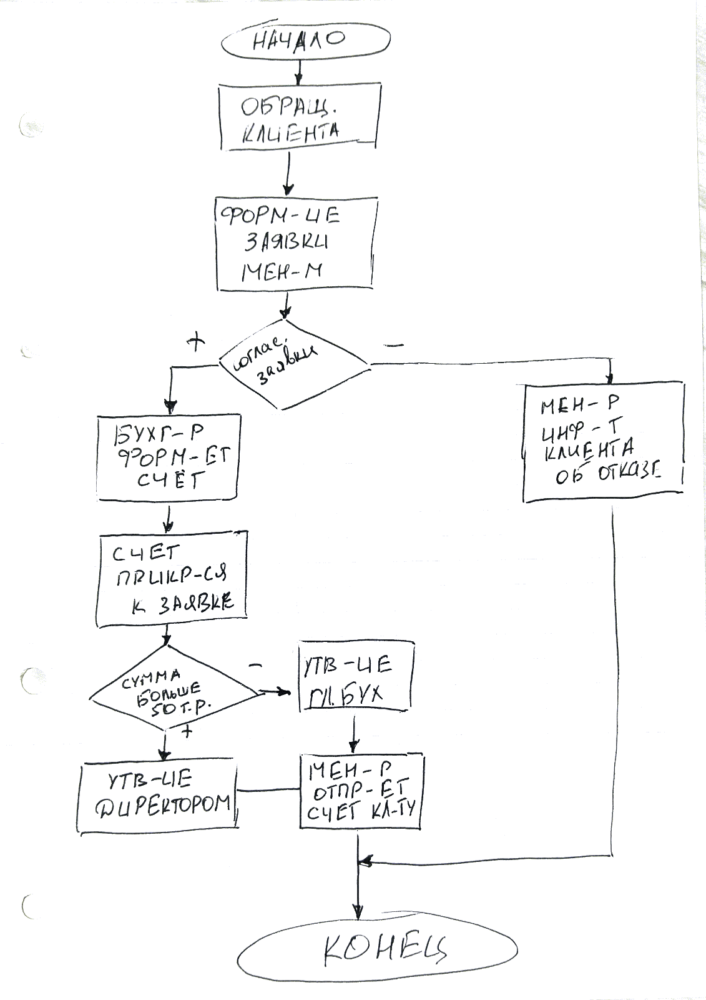 НАЧАЛО
ОБРАЩ.
КЛИЕНТА
ФОРМ-ИЕ
ЗАЯВКИ
МЕН-М
+
соглас.
заявки
–
БУХГ-Р
ФОРМ-ЕТ
СЧЁТ
МЕН-Р
ИНФ-Т
КЛИЕНТА
ОБ ОТКАЗЕ
СЧЕТ
ПРИКР-СЯ
К ЗАЯВКЕ
СУММА
БОЛЬШЕ
50 Т.Р.
–
+
УТВ-ИЕ
ГЛ. БУХ
УТВ-ИЕ
ДИРЕКТОРОМ
МЕН-Р
ОТПР-ЕТ
СЧЕТ КЛ-ТУ
КОНЕЦ